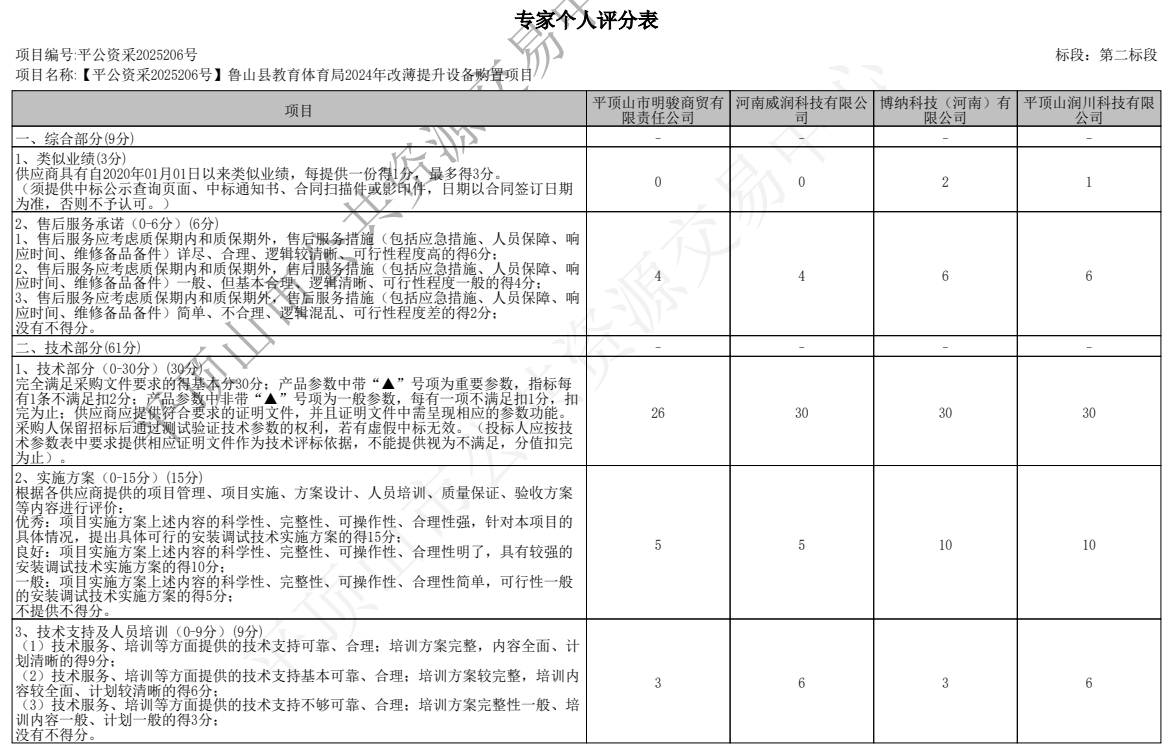 专家个人评分表
项目编号:平公资采2025206号
标段：第二标段
项目名称:【平公资采2025206号】鲁山县教育体育局2024年改薄提升设备购置项目
项目
平顶山市明骏商贸有
限责任公司
河南威润科技有限公
司
博纳科技（河南）有
限公司
平顶山润川科技有限
公司
一、综合部分(9分)
- - - -
1、类似业绩(3分)
供应商具有自2020年01月01日以来类似业绩，每提供一份得1分，最多得3分。
（须提供中标公示查询页面、中标通知书、合同扫描件或影印件，日期以合同签订日期
为准，否则不予认可。）
0 0 2 1
2、售后服务承诺（0-6分）(6分)
1、售后服务应考虑质保期内和质保期外，售后服务措施（包括应急措施、人员保障、响
应时间、维修备品备件）详尽、合理、逻辑较清晰、可行性程度高的得6分；
2、售后服务应考虑质保期内和质保期外，售后服务措施（包括应急措施、人员保障、响
应时间、维修备品备件）一般、但基本合理、逻辑清晰、可行性程度一般的得4分；
3、售后服务应考虑质保期内和质保期外，售后服务措施（包括应急措施、人员保障、响
应时间、维修备品备件）简单、不合理、逻辑混乱、可行性程度差的得2分；
没有不得分。
4 4 6 6
二、技术部分(61分)
- - - -
1、技术部分（0-30分）(30分)
完全满足采购文件要求的得基本分30分；产品参数中带“▲”号项为重要参数，指标每
有1条不满足扣2分；产品参数中非带“▲”号项为一般参数，每有一项不满足扣1分，扣
完为止；供应商应提供符合要求的证明文件，并且证明文件中需呈现相应的参数功能。
采购人保留招标后通过测试验证技术参数的权利，若有虚假中标无效。（投标人应按技
术参数表中要求提供相应证明文件作为技术评标依据，不能提供视为不满足，分值扣完
为止）。
26 30 30 30
2、实施方案（0-15分）(15分)
根据各供应商提供的项目管理、项目实施、方案设计、人员培训、质量保证、验收方案
等内容进行评价：
优秀：项目实施方案上述内容的科学性、完整性、可操作性、合理性强，针对本项目的
具体情况，提出具体可行的安装调试技术实施方案的得15分；
良好：项目实施方案上述内容的科学性、完整性、可操作性、合理性明了，具有较强的
安装调试技术实施方案的得10分；
一般：项目实施方案上述内容的科学性、完整性、可操作性、合理性简单，可行性一般
的安装调试技术实施方案的得5分；
不提供不得分。
5 5 10 10
3、技术支持及人员培训（0-9分）(9分)
（1）技术服务、培训等方面提供的技术支持可靠、合理；培训方案完整，内容全面、计
划清晰的得9分；
（2）技术服务、培训等方面提供的技术支持基本可靠、合理；培训方案较完整，培训内
容较全面、计划较清晰的得6分；
（3）技术服务、培训等方面提供的技术支持不够可靠、合理；培训方案完整性一般、培
训内容一般、计划一般的得3分；
没有不得分。
3 6 3 6
平顶山市公共资源交易中心
平顶山市公共资源交易中心